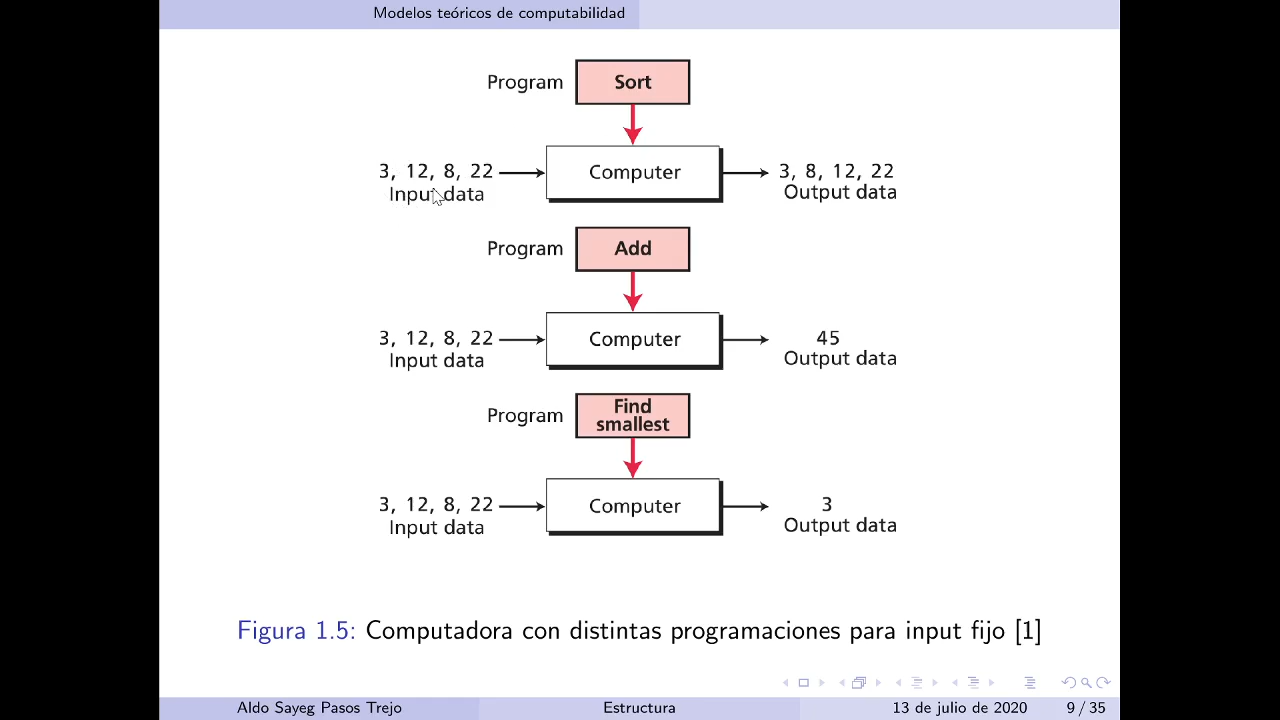 Modelos teóricos de computabilidad
Program
Sort
3, 12, 8, 22
Input data
Computer
3, 8, 12, 22
Output data
Program
Add
3, 12, 8, 22
Input data
Computer
45
Output data
Program
Find
smallest
3, 12, 8, 22
Input data
Computer
3
Output data
Figura 1.5: Computadora con distintas programaciones para input fijo [1]
Aldo Sayeg Pasos Trejo
Estructura
13 de julio de 2020
9 / 35